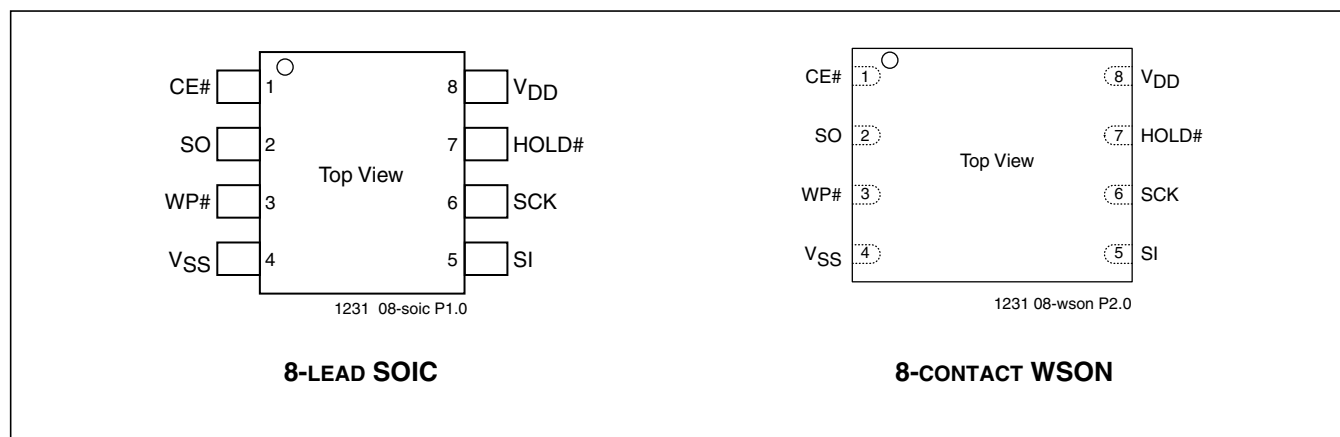 CE# 1 8 VDD
SO 2 7 HOLD#
Top View
WP# 3 6 SCK
VSS 4 5 SI
1231 08-soic P1.0
8-LEAD SOIC
CE# 1 8 VDD
SO 2 7 HOLD#
Top View
WP# 3 6 SCK
VSS 4 5 SI
1231 08-wson P2.0
8-CONTACT WSON